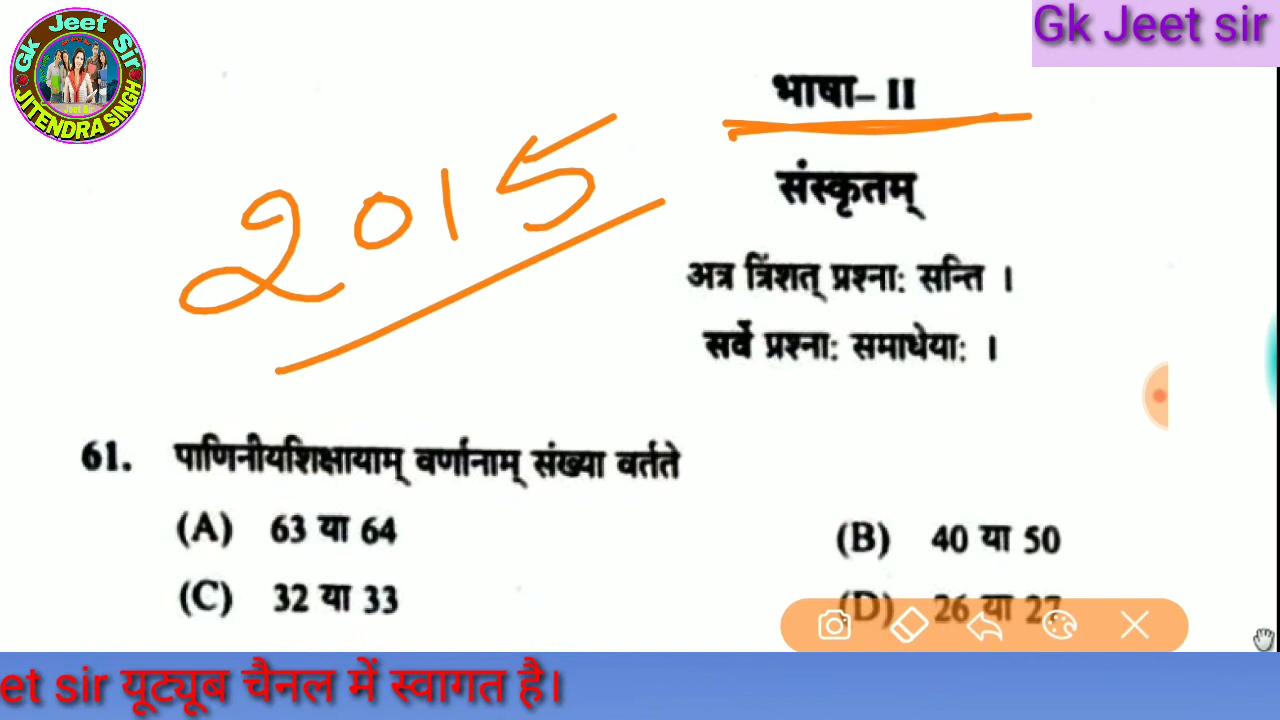 Gk Jeet Sir
JITENDRA SINGH
Gk Jeet sir
भाषा– II
2015
संस्कृतम्
अत्र त्रिंशत् प्रश्नाः सन्ति ।
सर्वे प्रश्नाः समाधेयाः ।
61. पाणिनीयशिक्षायाम् वर्णानाम् संख्या वर्तते
(A) 63 या 64
(B) 40 या 50
(C) 32 या 33
(D) 26 या 27
et sir यूट्यूब चैनल में स्वागत है।